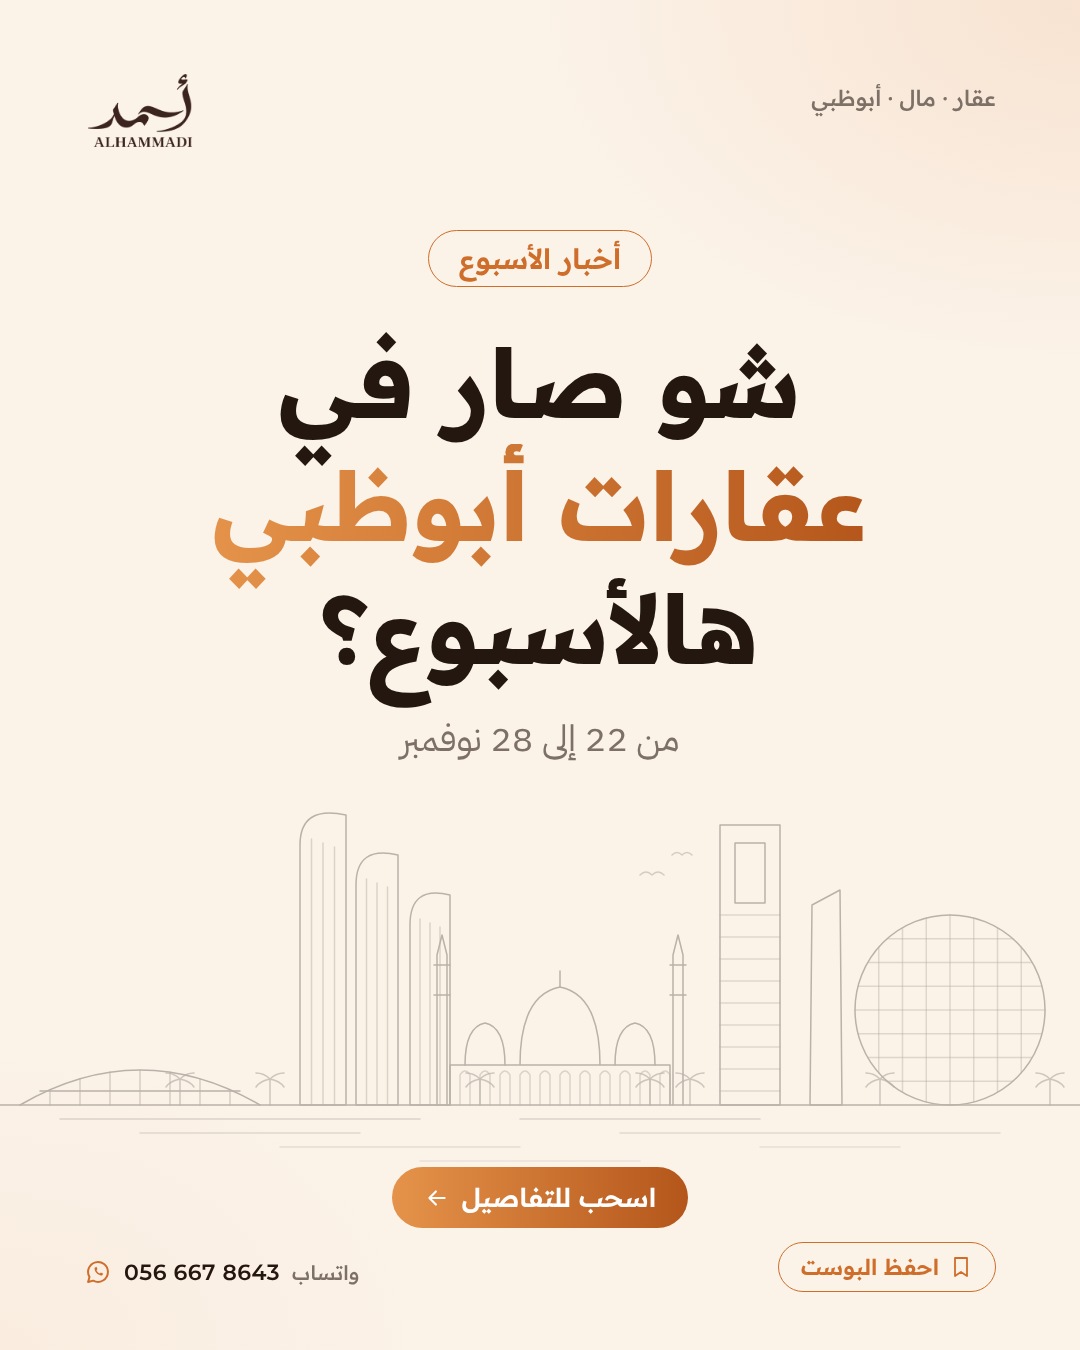 عقار · مال · أبوظبي
أحمد
ALHAMMADI
أخبار الأسبوع
شو صار في
عقارات أبوظبي
هالأسبوع؟
من 22 إلى 28 نوفمبر
اسحب للتفاصيل ←
احفظ البوست
واتساب 056 667 8643